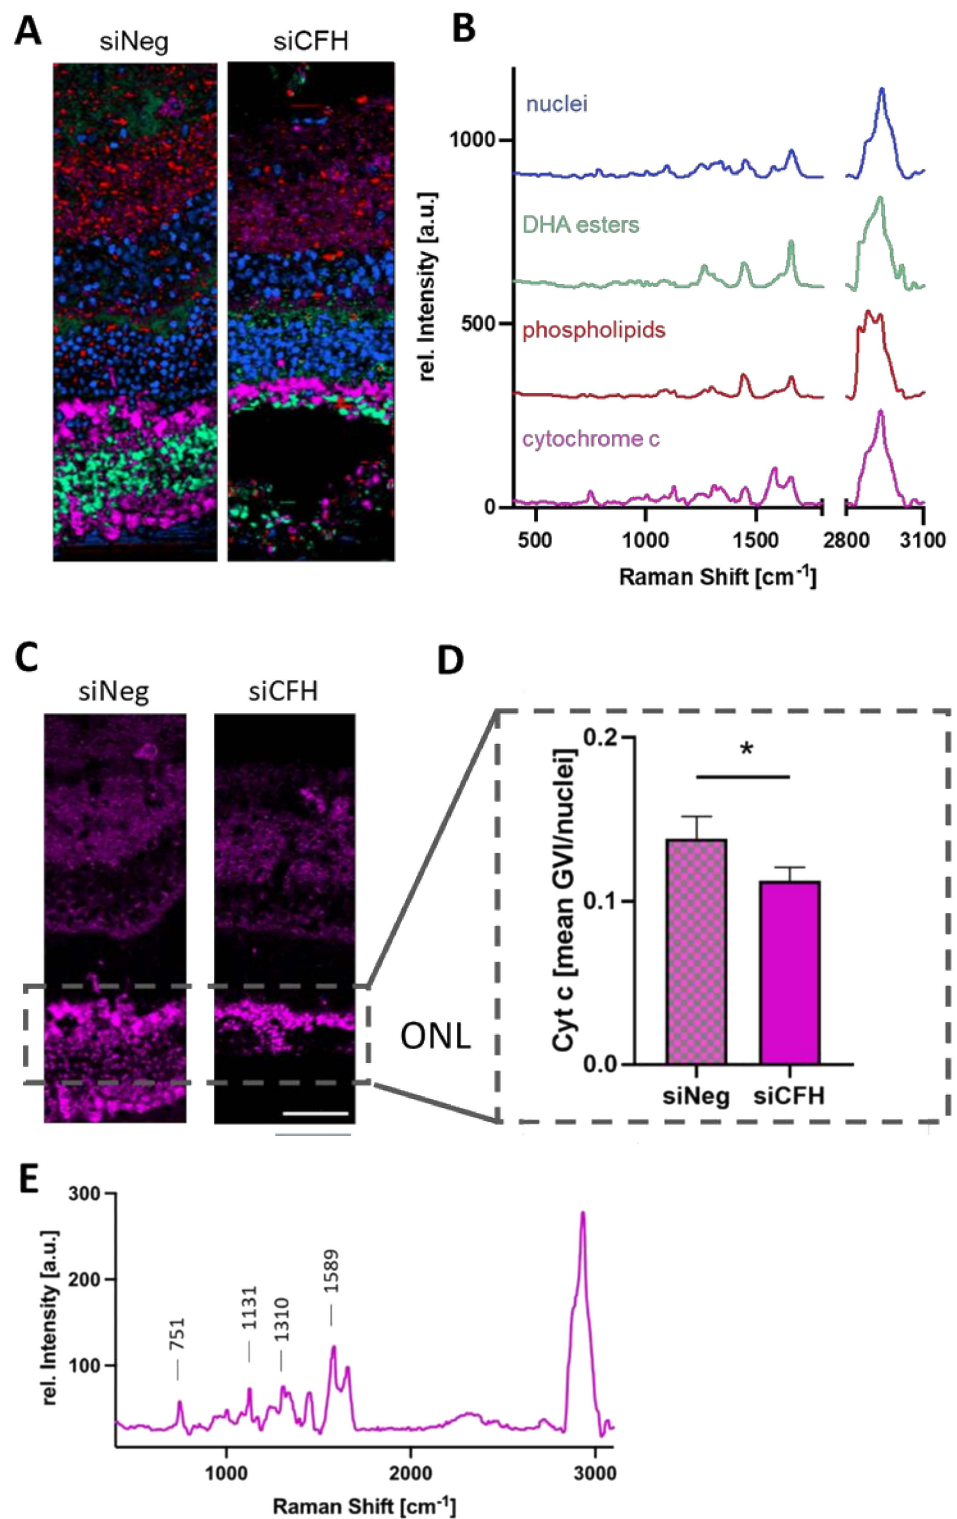 A
siNeg
siCFH
B
rel. Intensity [a.u.]
1000
500
0
nuclei
DHA esters
phospholipids
cytochrome c
500
1000
1500
2800
3100
Raman Shift [cm-1]
C
siNeg
siCFH
ONL
D
Cyt c [mean GVI/nuclei]
0.2
0.1
0.0
*
siNeg
siCFH
E
rel. Intensity [a.u.]
300
200
100
751
1131
1310
1589
1000
2000
3000
Raman Shift [cm-1]